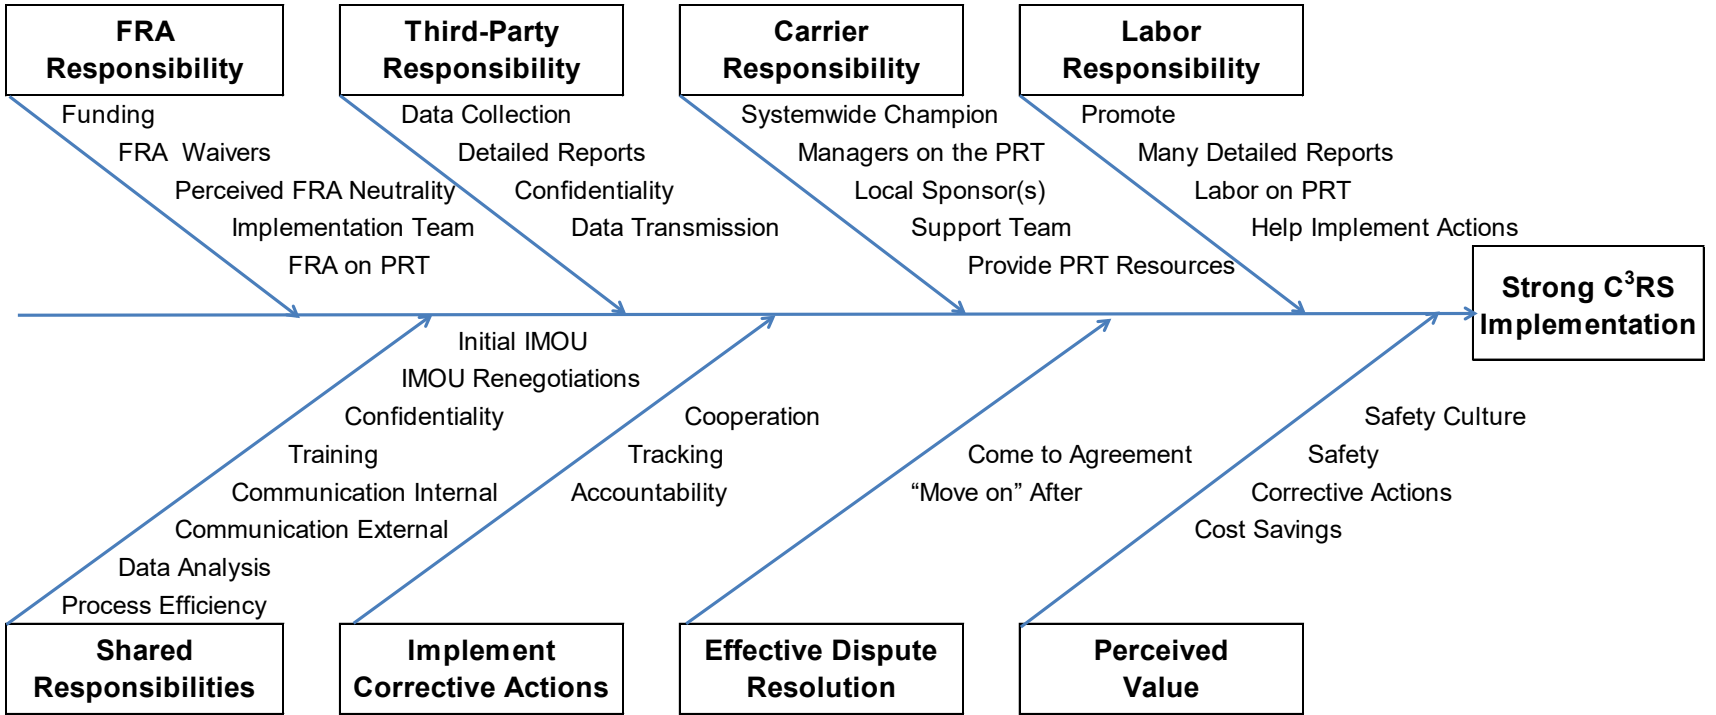 FRA
Responsibility
Funding
FRA Waivers
Perceived FRA Neutrality
Implementation Team
FRA on PRT
Third-Party
Responsibility
Data Collection
Detailed Reports
Confidentiality
Data Transmission
Carrier
Responsibility
Systemwide Champion
Managers on the PRT
Local Sponsor(s)
Support Team
Provide PRT Resources
Labor
Responsibility
Promote
Many Detailed Reports
Labor on PRT
Help Implement Actions
Strong C³RS
Implementation
Initial IMOU
IMOU Renegotiations
Confidentiality
Training
Communication Internal
Communication External
Data Analysis
Process Efficiency
Shared
Responsibilities
Cooperation
Tracking
Accountability
Implement
Corrective Actions
Come to Agreement
“Move on” After
Effective Dispute
Resolution
Safety Culture
Safety
Corrective Actions
Cost Savings
Perceived
Value